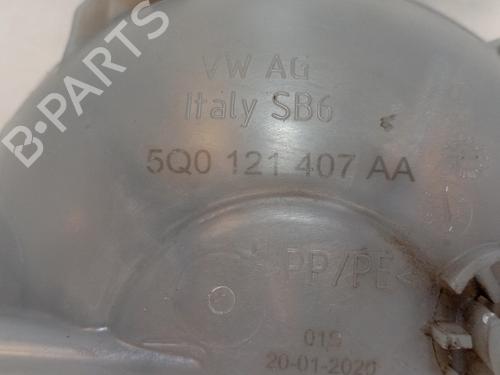 VW AG
Italy SB6
5Q0 121 407 AA
PP/PE
019
20-01-2020
B-PARTS